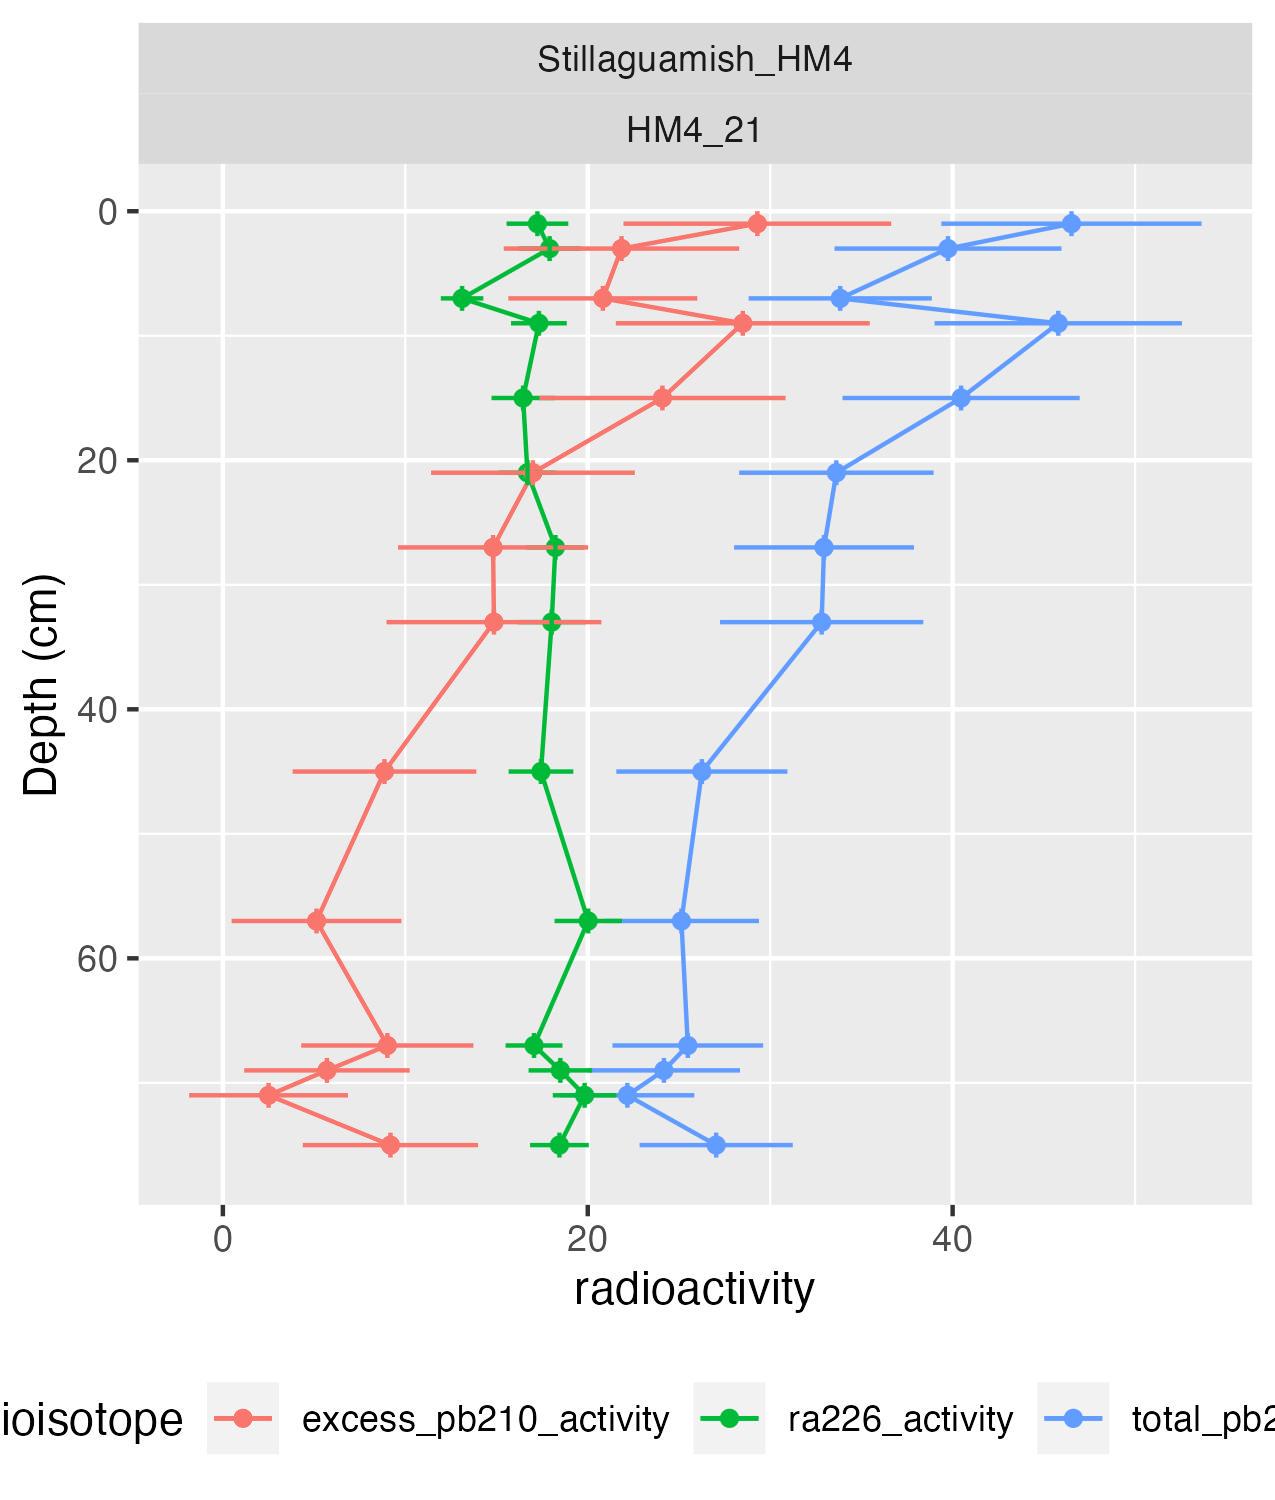 Stillaguamish_HM4
HM4_21
0
20
40
60
Depth (cm)
0 20 40
radioactivity
ioisotope excess_pb210_activity ra226_activity total_pb2